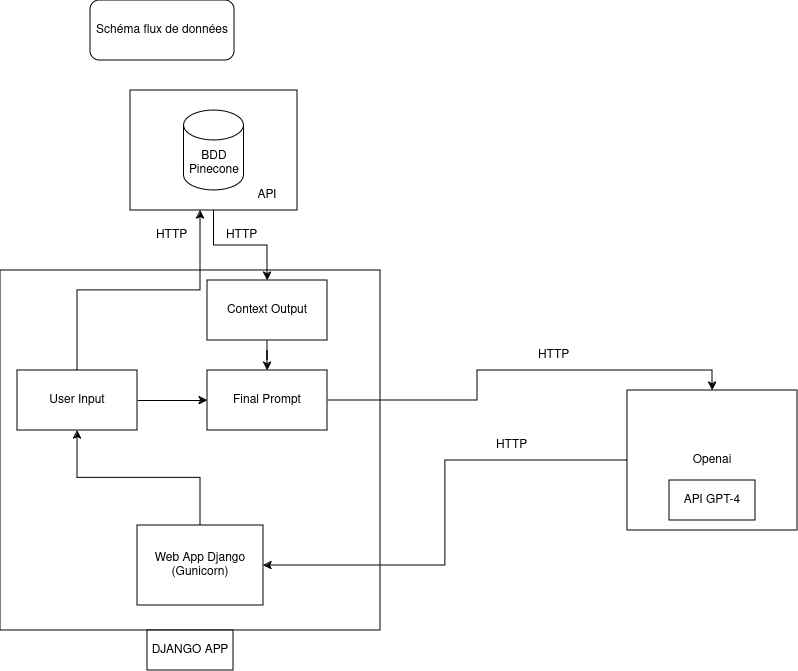 Schéma flux de données
BDD
Pinecone
API
HTTP
HTTP
Context Output
User Input
Final Prompt
HTTP
HTTP
Openai
API GPT-4
Web App Django
(Gunicorn)
DJANGO APP